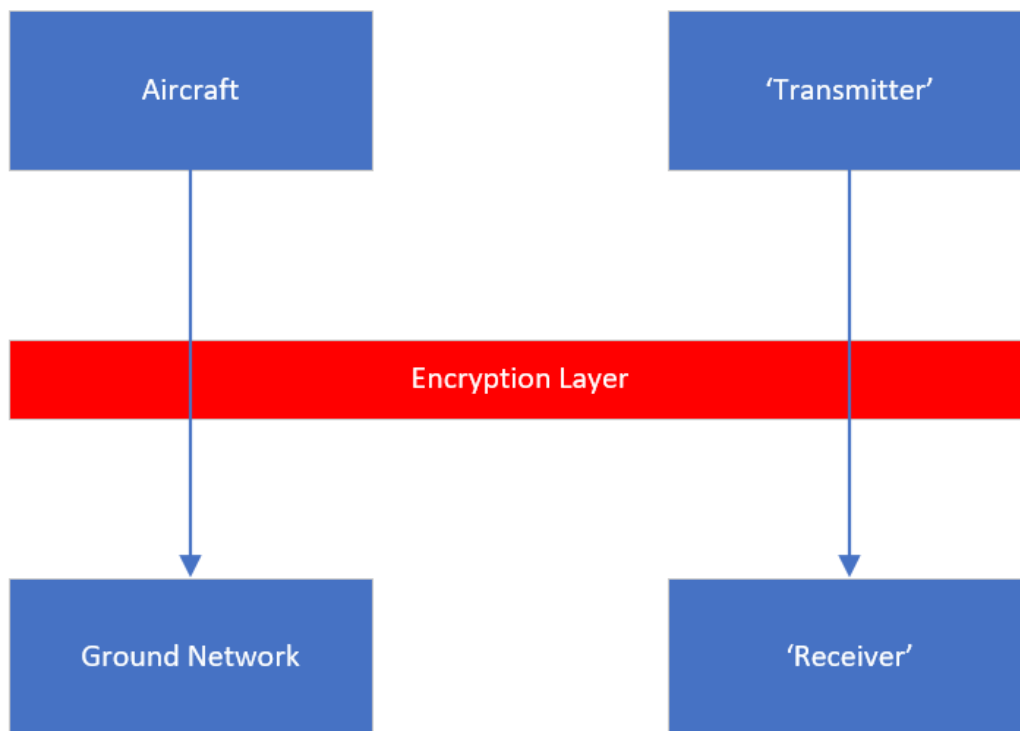 Aircraft
‘Transmitter’
Encryption Layer
Ground Network
‘Receiver’